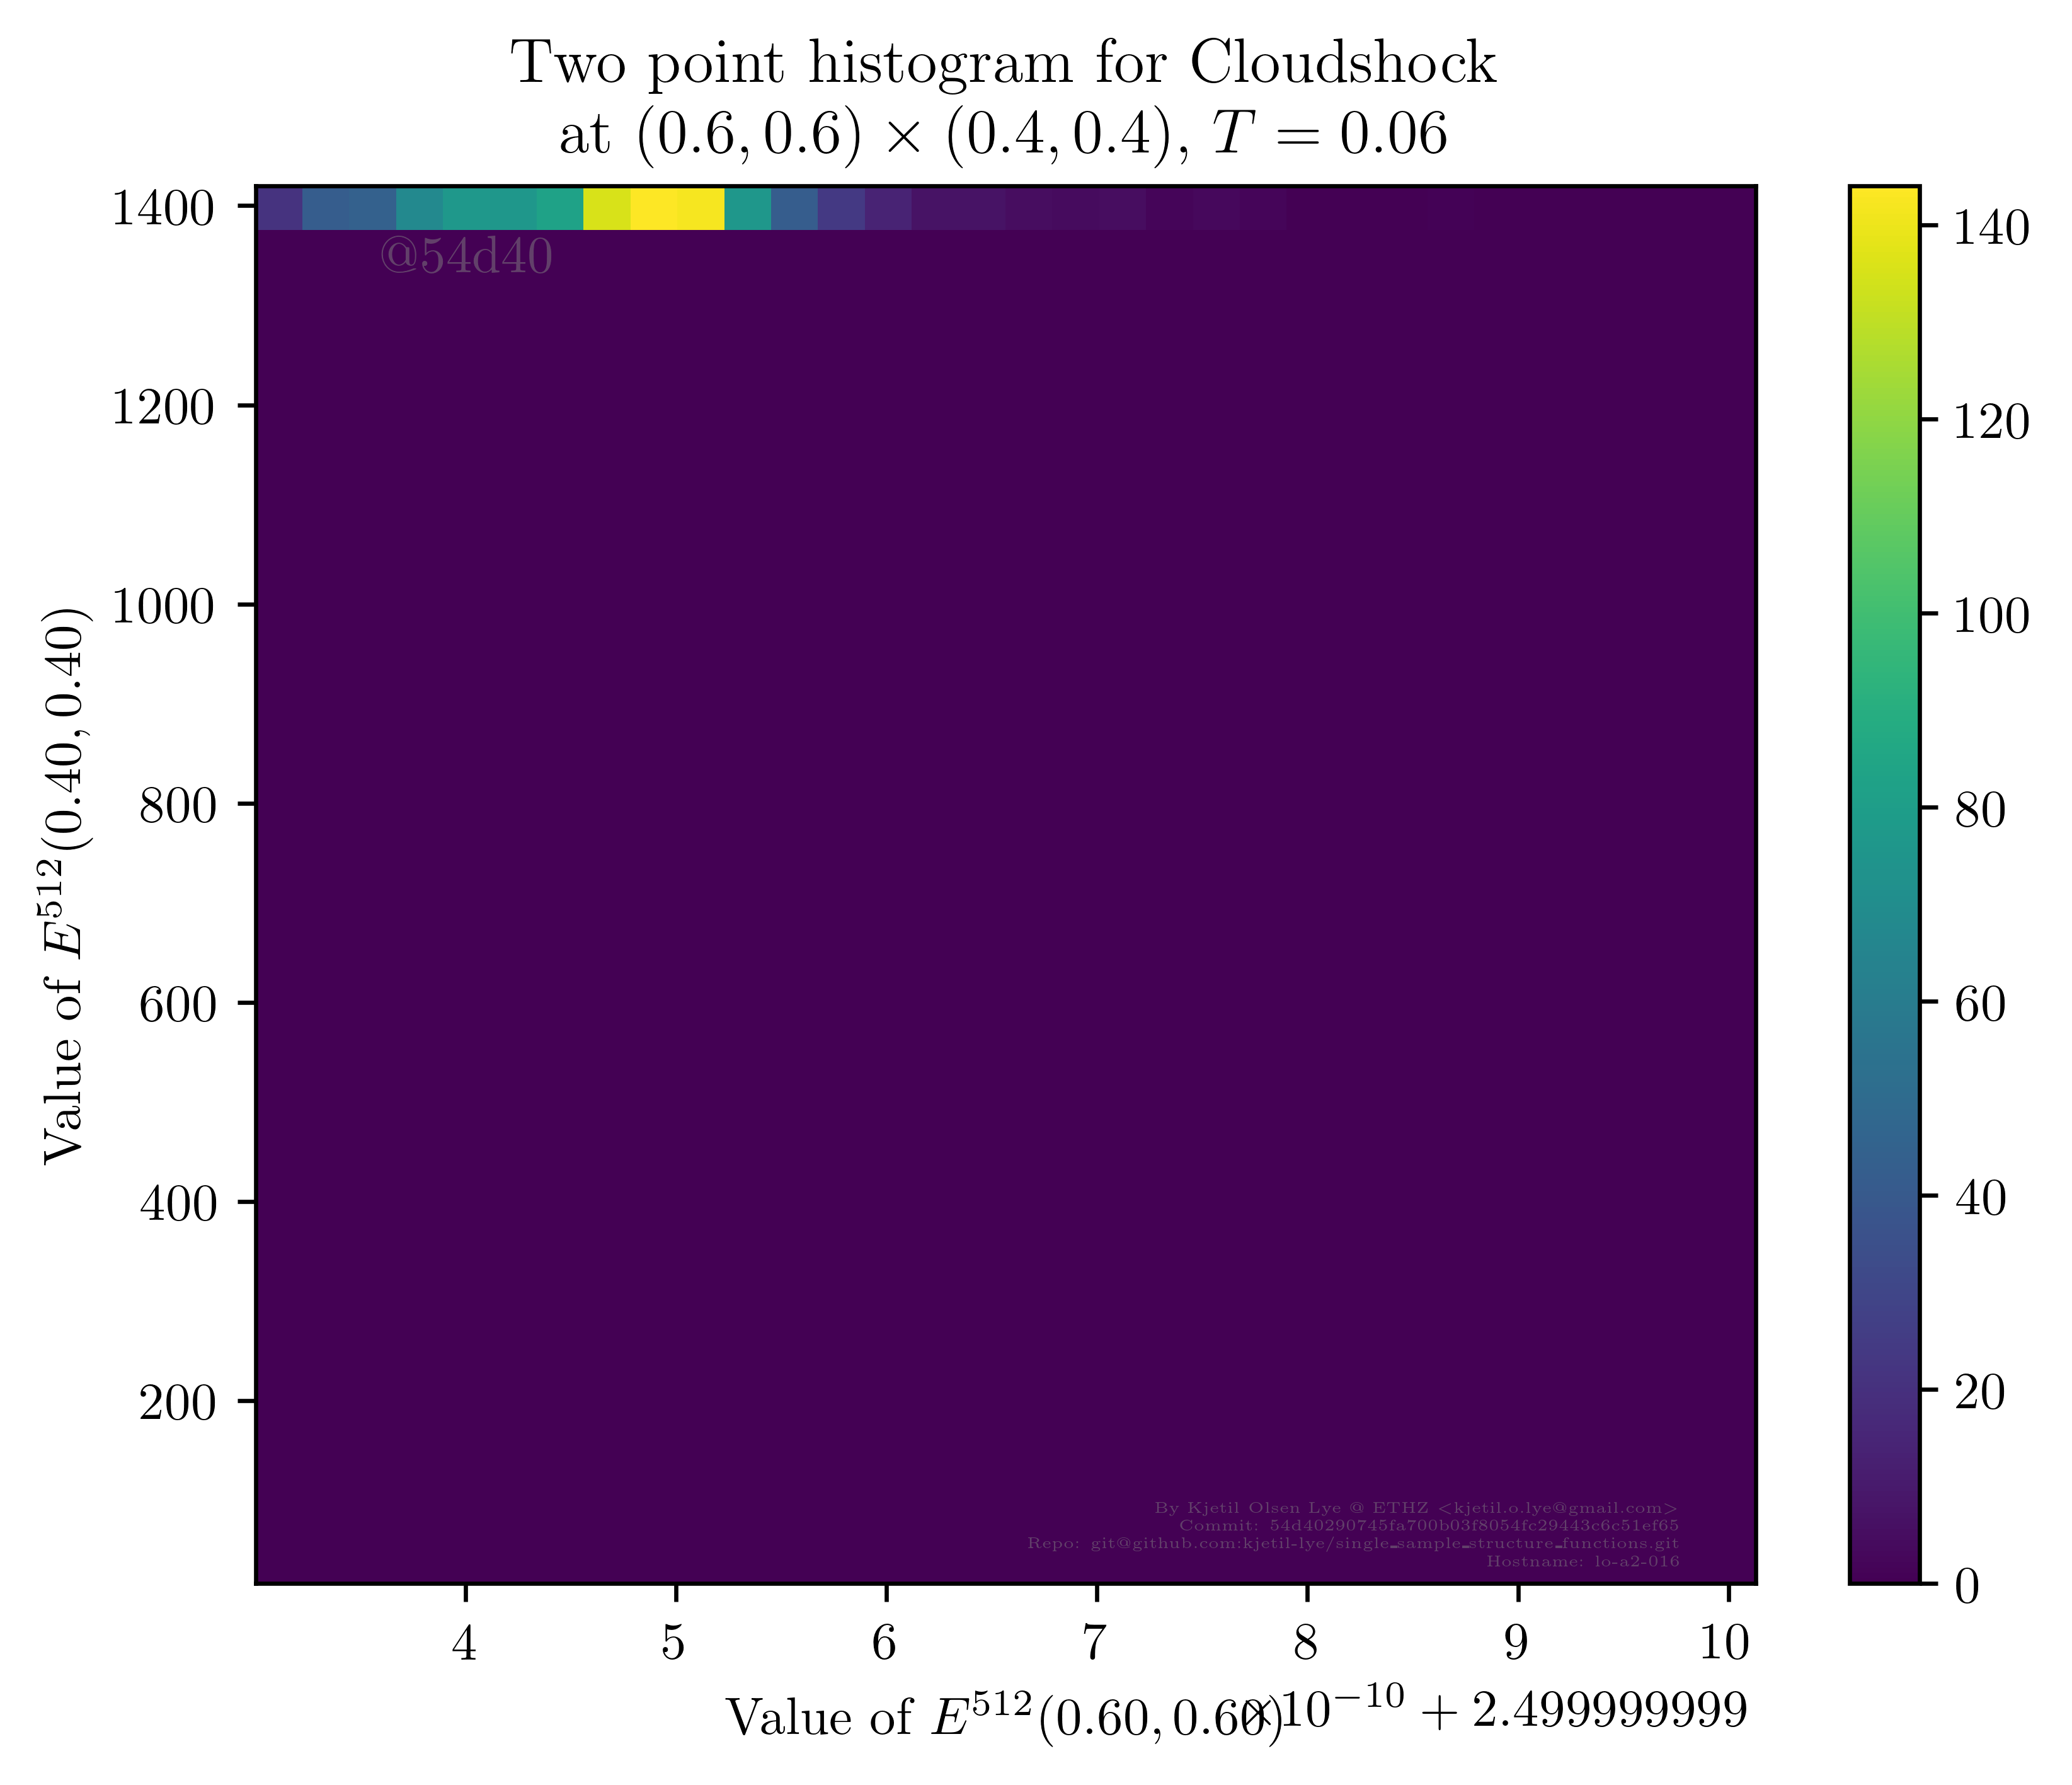 Two point histogram for Cloudshock
at (0.6, 0.6) × (0.4, 0.4), T = 0.06
1400
1200
1000
800
600
400
200
Value of E^512(0.40, 0.40)
@54d40
By Kjetil Olsen Lye @ ETHZ <kjetil.o.lye@gmail.com>
Commit: 54d40290745fa700b03f8054fc29443c6c51ef65
Repo: git@github.com:kjetil-lye/single_sample_structure_functions.git
Hostname: lo-a2-016
4 5 6 7 8 9 10
Value of E^512(0.60, 0.60)
×10^−10 + 2.499999999
140
120
100
80
60
40
20
0